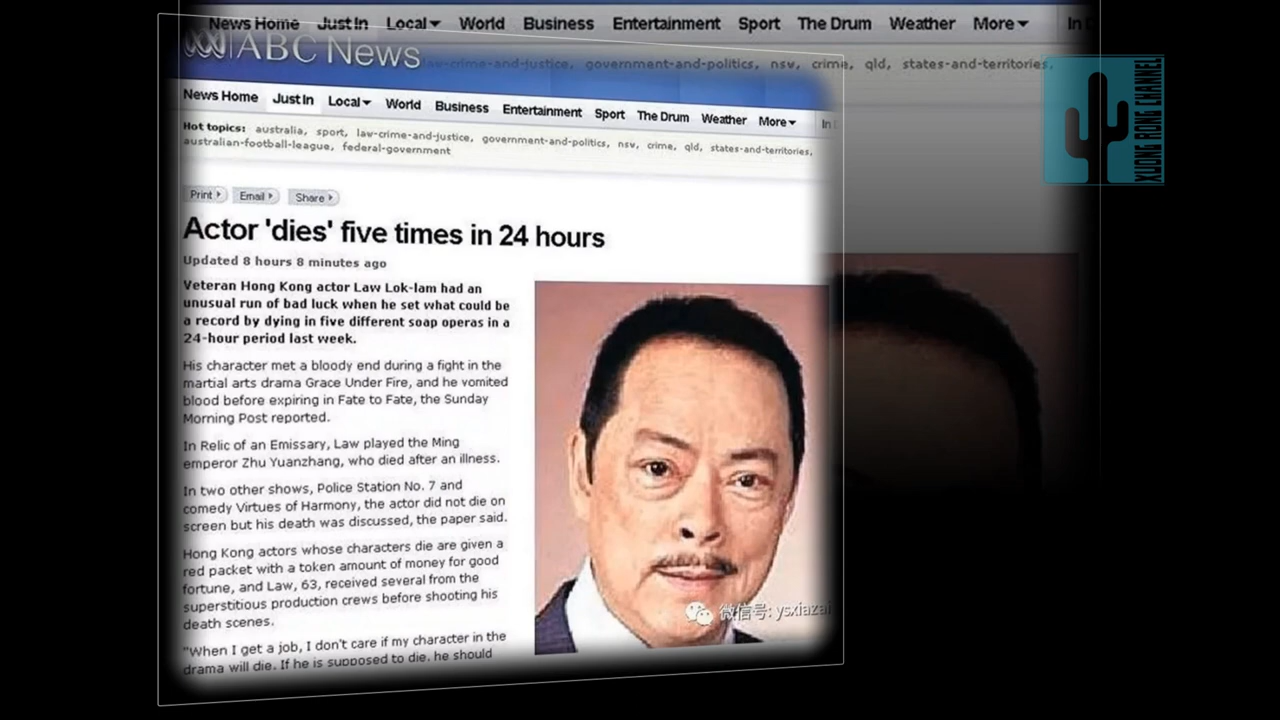 News Home Just In Local World Business Entertainment Sport The Drum Weather More In
law-crime-and-justice, government-and-politics, nsw, crime, qld, states-and-territories,
ABC News
News Home Just In Local World Business Entertainment Sport The Drum Weather More In
Hot topics: australia, sport, law-crime-and-justice, government-and-politics, nsw, crime, qld, states-and-territories,
australian-football-league, federal-government
Print Email Share
Actor 'dies' five times in 24 hours
Updated 8 hours 8 minutes ago
Veteran Hong Kong actor Law Lok-lam had an
unusual run of bad luck when he set what could be
a record by dying in five different soap operas in a
24-hour period last week.
His character met a bloody end during a fight in the
martial arts drama Grace Under Fire, and he vomited
blood before expiring in Fate to Fate, the Sunday
Morning Post reported.
In Relic of an Emissary, Law played the Ming
emperor Zhu Yuanzhang, who died after an illness.
In two other shows, Police Station No. 7 and
comedy Virtues of Harmony, the actor did not die on
screen but his death was discussed, the paper said.
Hong Kong actors whose characters die are given a
red packet with a token amount of money for good
fortune, and Law, 63, received several from the
superstitious production crews before shooting his
death scenes.
"When I get a job, I don't care if my character in the
drama will die. If he is supposed to die, he should
微信号: ysxiazai
XUONG RONG CHANNEL